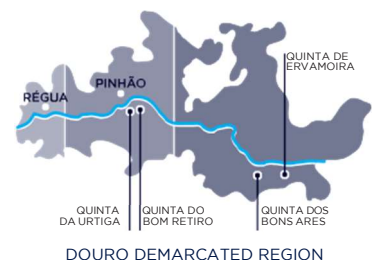 QUINTA DE
ERVAMOIRA
PINHÃO
RÉGUA
QUINTA
DA URTIGA
QUINTA DO
BOM RETIRO
QUINTA DOS
BONS ARES
DOURO DEMARCATED REGION